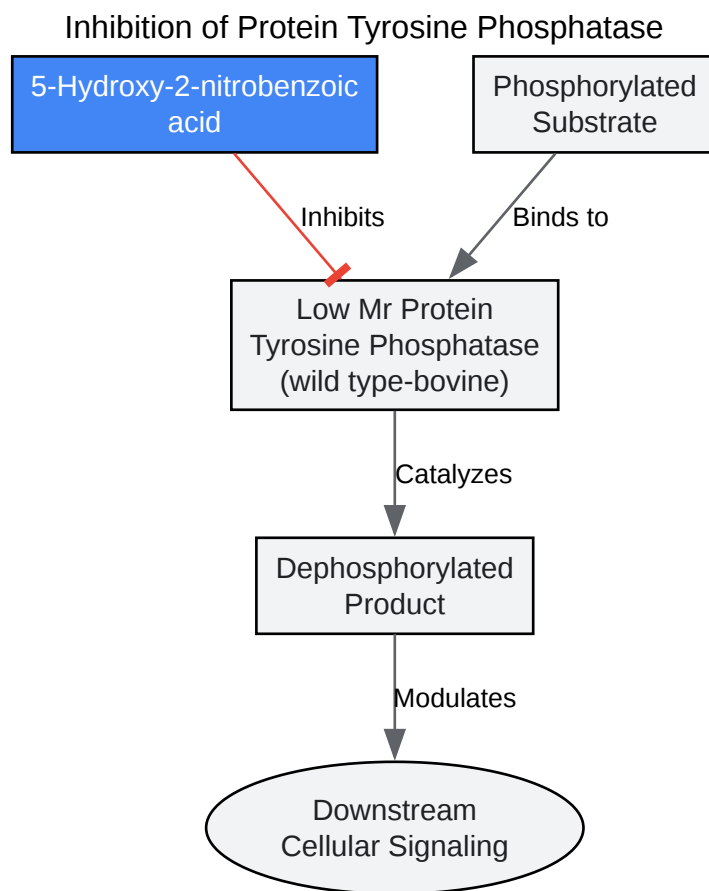 Inhibition of Protein Tyrosine Phosphatase
5-Hydroxy-2-nitrobenzoic
acid
Phosphorylated
Substrate
Inhibits
Binds to
Low Mr Protein
Tyrosine Phosphatase
(wild type-bovine)
Catalyzes
Dephosphorylated
Product
Modulates
Downstream
Cellular Signaling